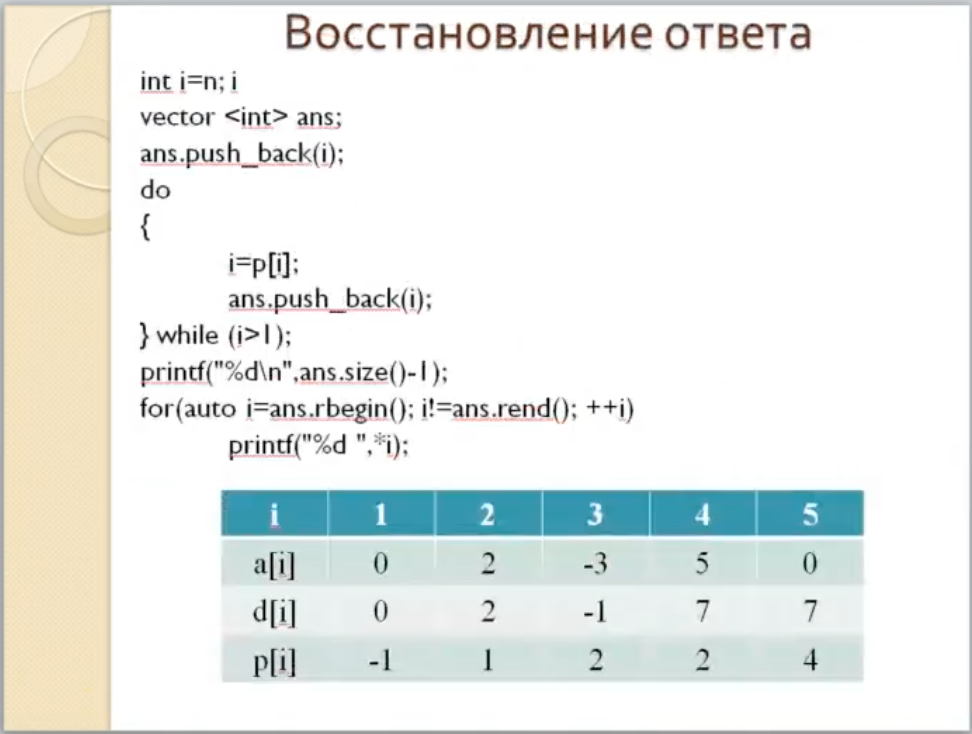 Восстановление ответа
int i=n; i
vector <int> ans;
ans.push_back(i);
do
{
i=p[i];
ans.push_back(i);
} while (i>1);
printf("%d\n",ans.size()-1);
for(auto i=ans.rbegin(); i!=ans.rend(); ++i)
printf("%d ",*i);
i 1 2 3 4 5
a[i] 0 2 -3 5 0
d[i] 0 2 -1 7 7
p[i] -1 1 2 2 4